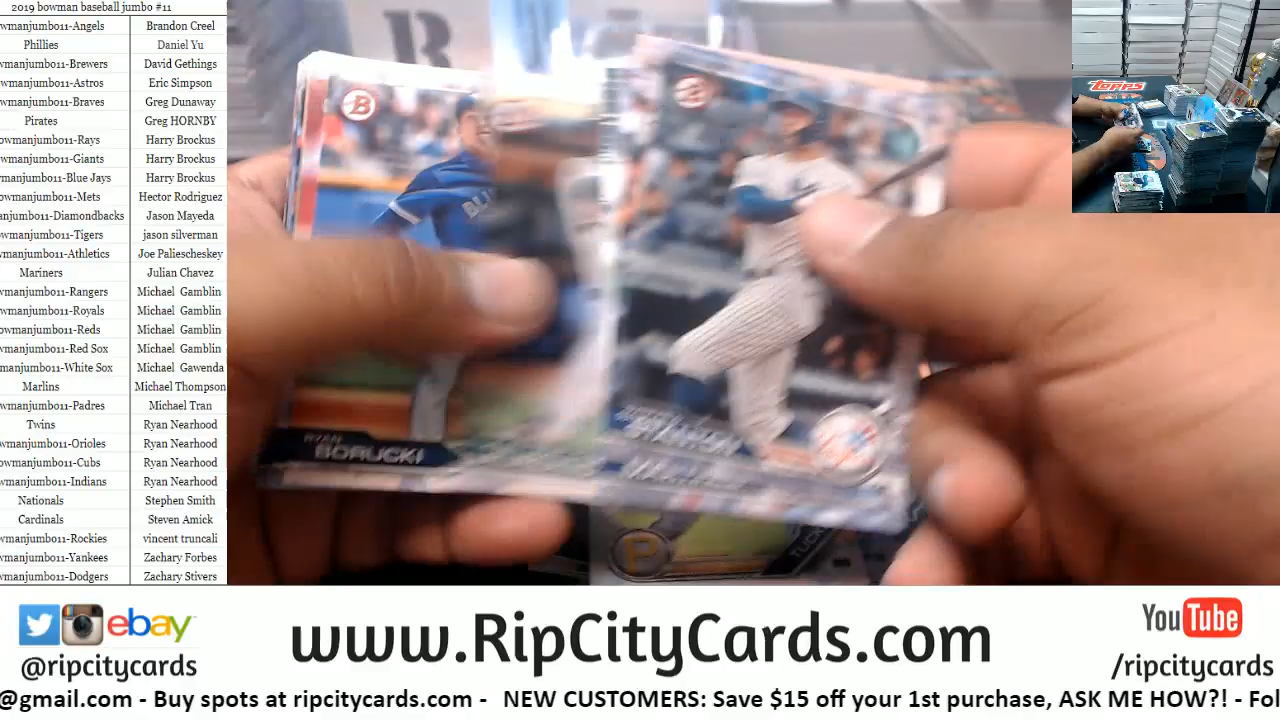 2019 bowman baseball jumbo #11
wmanjumbo11-Angels Brandon Creel
Phillies Daniel Yu
wmanjumbo11-Brewers David Gethings
wmanjumbo11-Astros Eric Simpson
wmanjumbo11-Braves Greg Dunaway
Pirates Greg HORNBY
owmanjumbo11-Rays Harry Brockus
owmanjumbo11-Giants Harry Brockus
manjumbo11-Blue Jays Harry Brockus
owmanjumbo11-Mets Hector Rodriguez
anjumbo11-Diamondbacks Jason Mayeda
owmanjumbo11-Tigers jason silverman
manjumbo11-Athletics Joe Paliescheskey
Mariners Julian Chavez
wmanjumbo11-Rangers Michael Gamblin
wmanjumbo11-Royals Michael Gamblin
owmanjumbo11-Reds Michael Gamblin
manjumbo11-Red Sox Michael Gamblin
manjumbo11-White Sox Michael Gawenda
Marlins Michael Thompson
wmanjumbo11-Padres Michael Tran
Twins Ryan Nearhood
wmanjumbo11-Orioles Ryan Nearhood
owmanjumbo11-Cubs Ryan Nearhood
wmanjumbo11-Indians Ryan Nearhood
Nationals Stephen Smith
Cardinals Steven Amick
wmanjumbo11-Rockies vincent truncali
wmanjumbo11-Yankees Zachary Forbes
wmanjumbo11-Dodgers Zachary Stivers
B
RYAN
BORUCKI
P
TUCK
TOPPS
ebay
@ripcitycards
www.RipCityCards.com
YouTube
/ripcitycards
@gmail.com - Buy spots at ripcitycards.com - NEW CUSTOMERS: Save $15 off your 1st purchase, ASK ME HOW?! - Fol